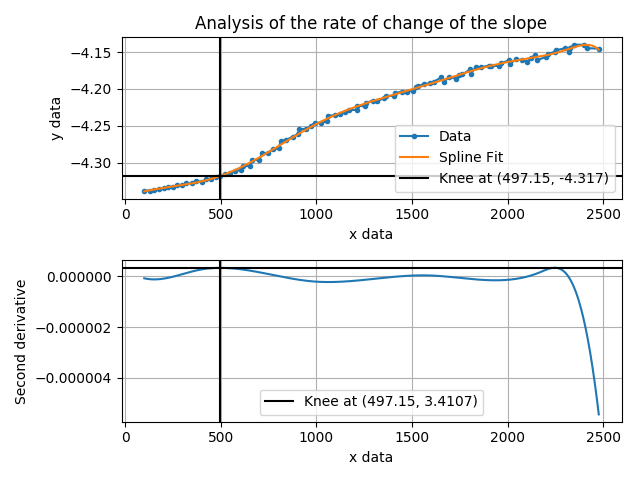 Analysis of the rate of change of the slope
−4.15
−4.20
−4.25
−4.30
y data
Data
Spline Fit
Knee at (497.15, -4.317)
0 500 1000 1500 2000 2500
x data
0.000000
−0.000002
−0.000004
Second derivative
Knee at (497.15, 3.4107)
0 500 1000 1500 2000 2500
x data